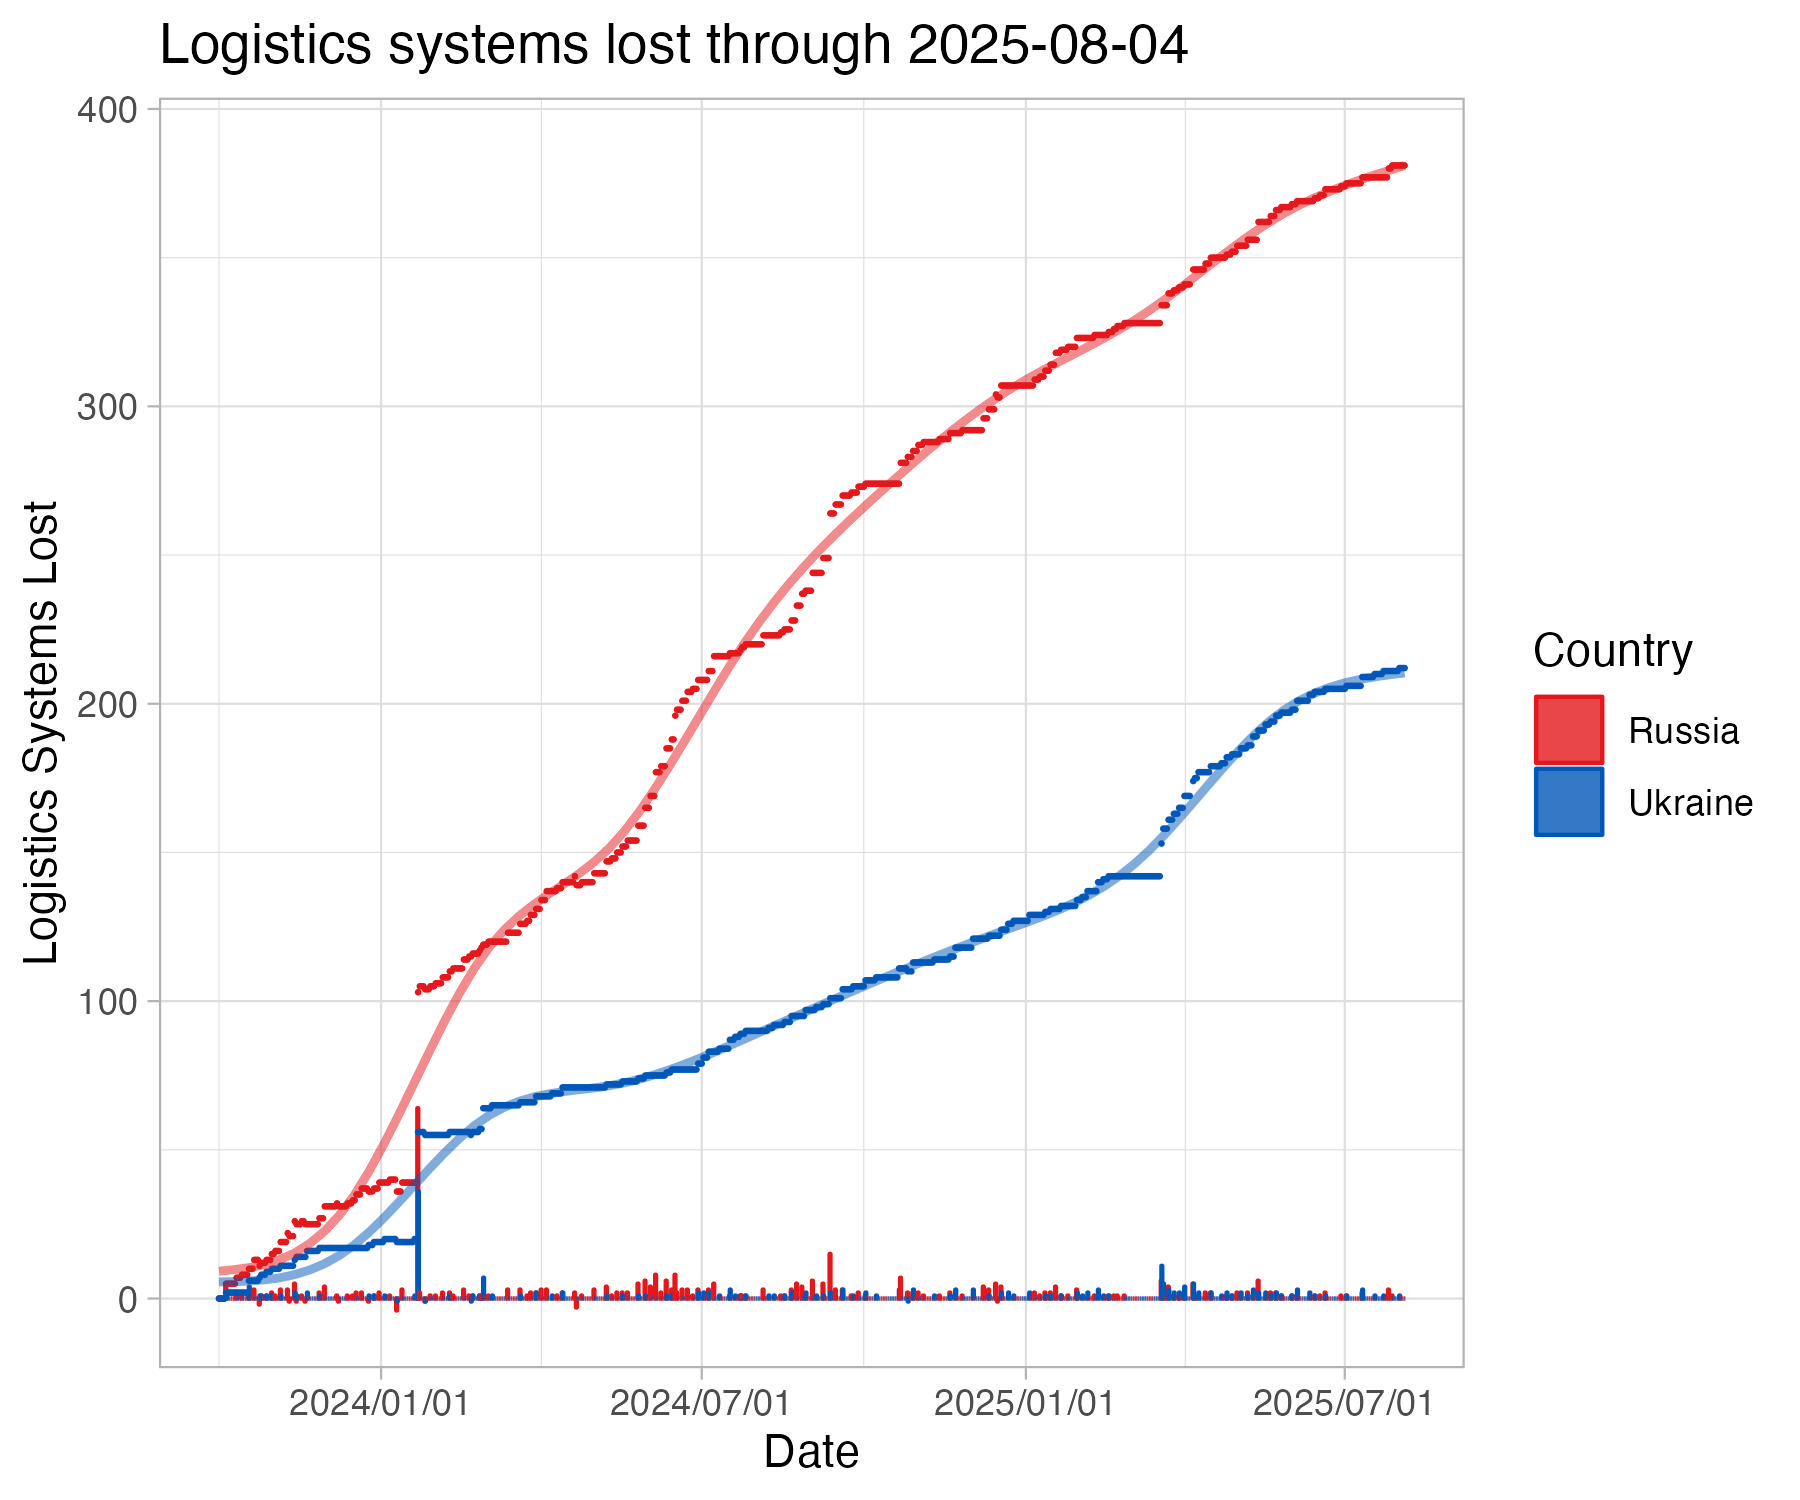 Logistics systems lost through 2025-08-04
Logistics Systems Lost
400
300
200
100
0
2024/01/01
2024/07/01
2025/01/01
2025/07/01
Date
Country
Russia
Ukraine